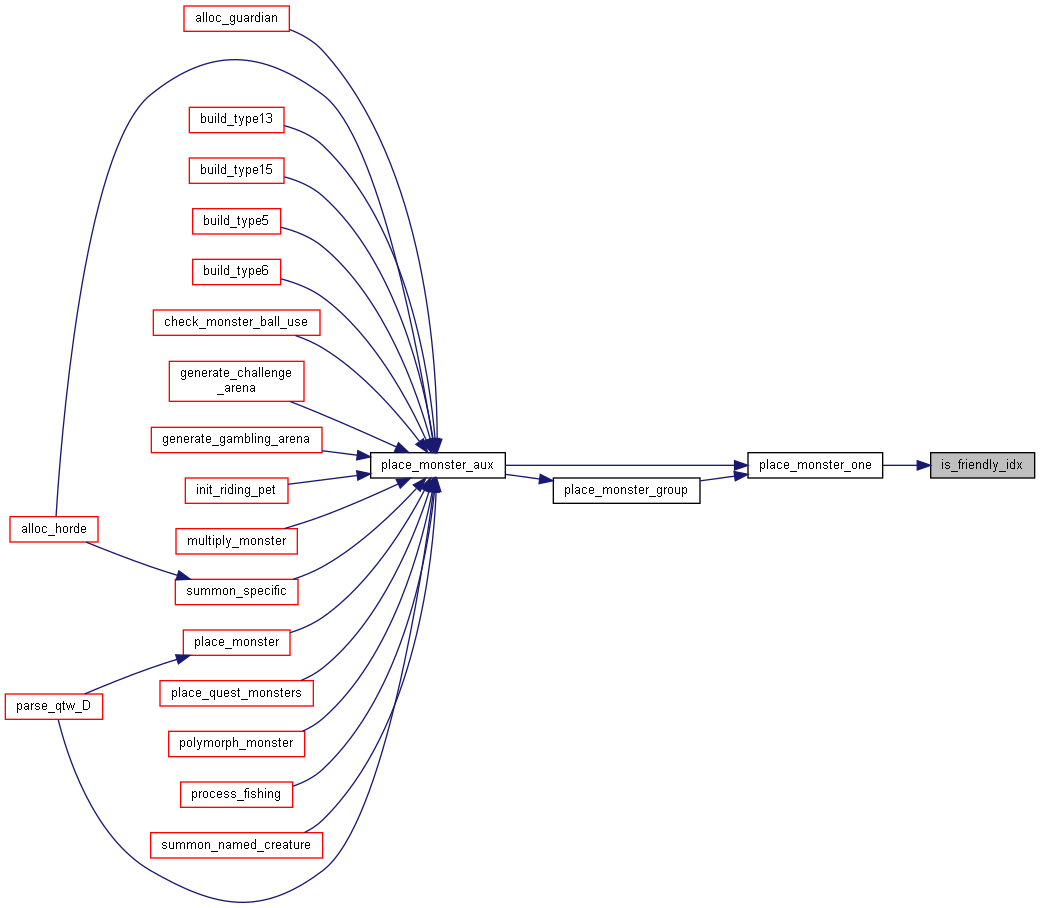 alloc_guardian
build_type13
build_type15
build_type5
build_type6
check_monster_ball_use
generate_challenge
_arena
generate_gambling_arena
place_monster_aux
place_monster_one
is_friendly_idx
init_riding_pet
place_monster_group
alloc_horde
multiply_monster
summon_specific
place_monster
place_quest_monsters
parse_qtw_D
polymorph_monster
process_fishing
summon_named_creature